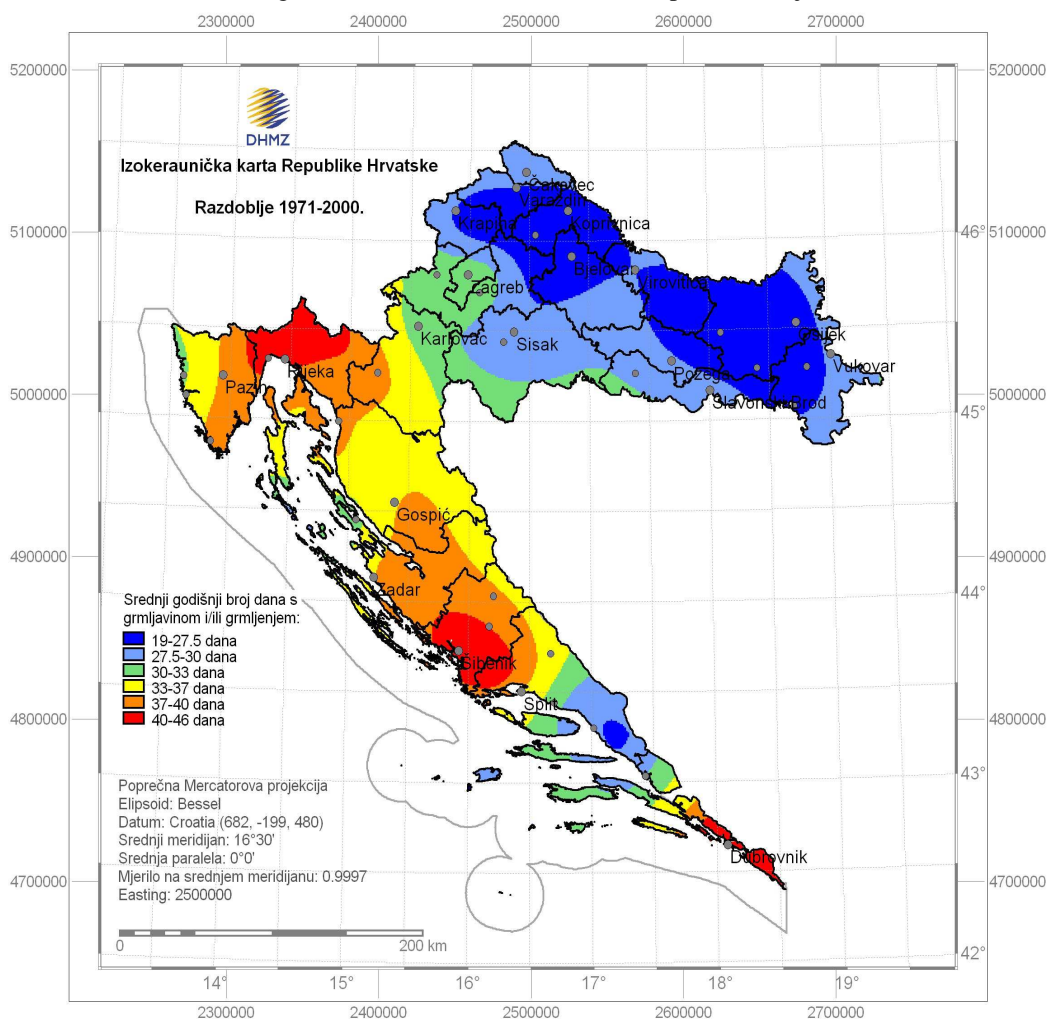 2300000 2400000 2500000 2600000 2700000
5200000 5200000
DHMZ
Izokeraunička karta Republike Hrvatske
Razdoblje 1971-2000.
Čakovec
Varaždin
Krapina
Koprivnica
5100000 46° 5100000
Bjelovar
Virovitica
Zagreb
Karlovac
Sisak
Osijek
Vukovar
Požega
Slavonski Brod
Rijeka
Pazin
5000000 5000000
45°
Gospić
4900000 4900000
Zadar
44°
Srednji godišnji broj dana s
grmljavinom i/ili grmljenjem:
19-27.5 dana
27.5-30 dana
30-33 dana
33-37 dana
37-40 dana
40-46 dana
Šibenik
Split
4800000 4800000
43°
Poprečna Mercatorova projekcija
Elipsoid: Bessel
Datum: Croatia (682, -199, 480)
Srednji meridijan: 16°30'
Srednja paralela: 0°0'
Mjerilo na srednjem meridijanu: 0.9997
Easting: 2500000
Dubrovnik
4700000 4700000
0 200 km
42°
14° 15° 16° 17° 18° 19°
2300000 2400000 2500000 2600000 2700000